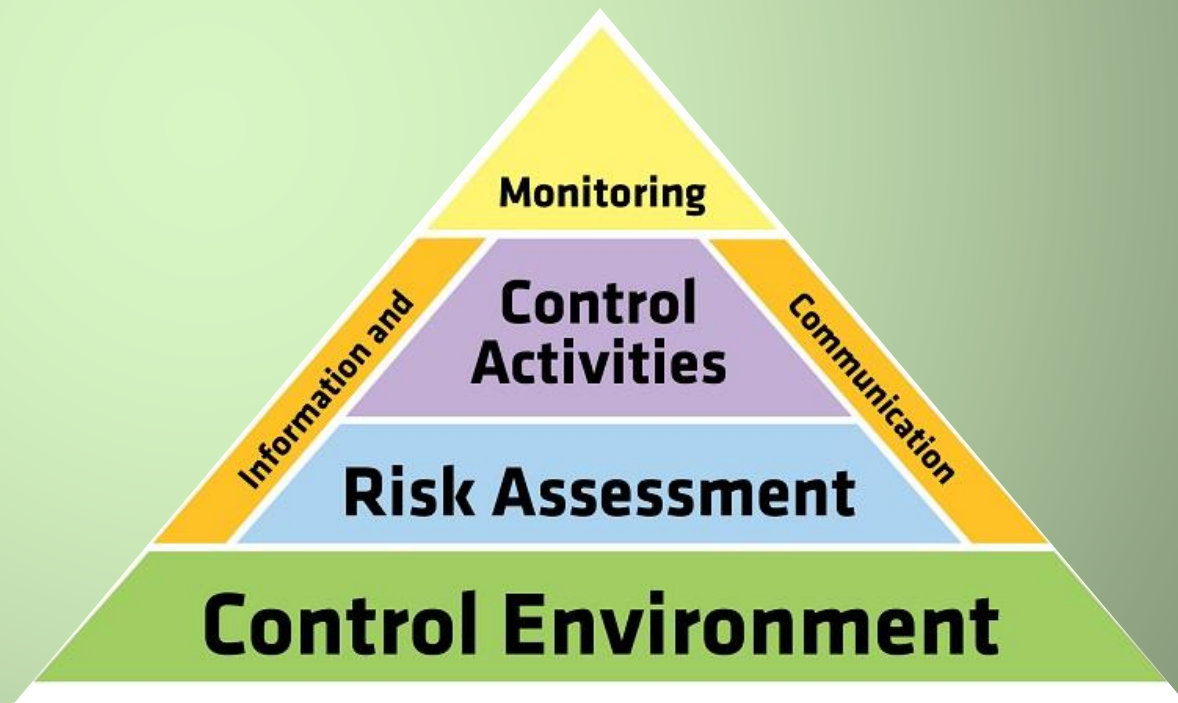 Monitoring
Information and
Control
Activities
Communication
Risk Assessment
Control Environment